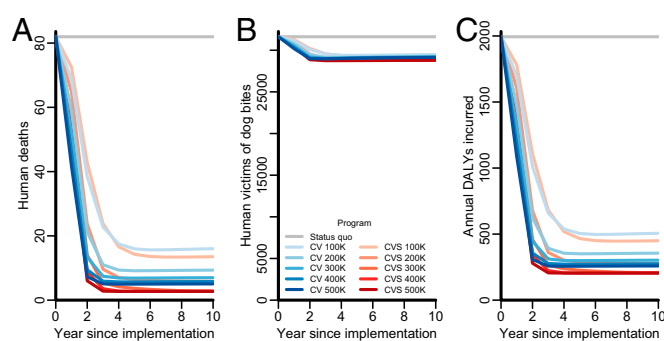 A
Human deaths
0 20 40 60 80
0 2 4 6 8 10
Year since implementation
B
Human victims of dog bites
0 5000 15000 25000
0 2 4 6 8 10
Year since implementation
Program
Status quo
CV 100K CVS 100K
CV 200K CVS 200K
CV 300K CVS 300K
CV 400K CVS 400K
CV 500K CVS 500K
C
Annual DALYs incurred
0 500 1000 1500 2000
0 2 4 6 8 10
Year since implementation